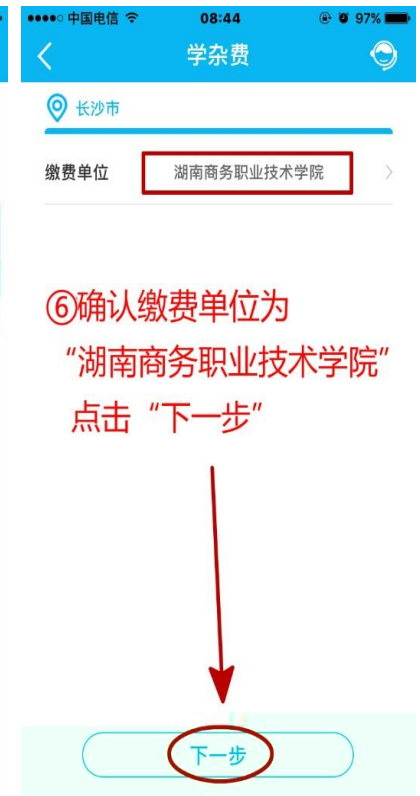 中国电信 08:44 97%
学杂费
长沙市
缴费单位 湖南商务职业技术学院
⑥确认缴费单位为
“湖南商务职业技术学院”
点击“下一步”
下一步